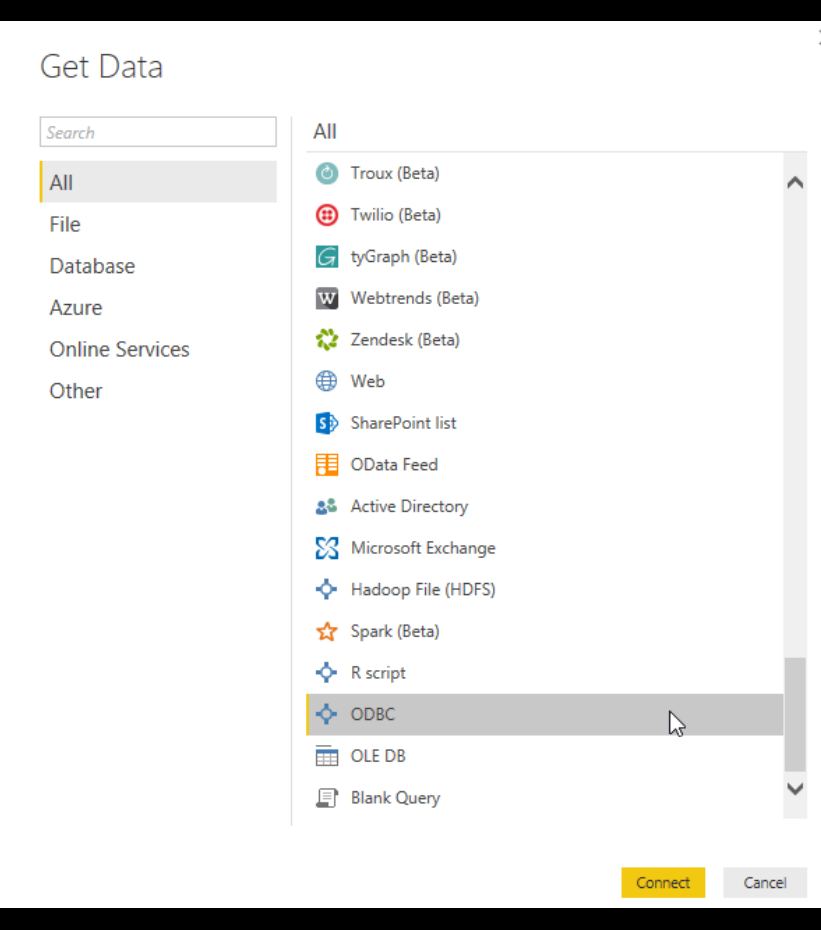 Get Data
Search
All
File
Database
Azure
Online Services
Other
All
Troux (Beta)
Twilio (Beta)
tyGraph (Beta)
Webtrends (Beta)
Zendesk (Beta)
Web
SharePoint list
OData Feed
Active Directory
Microsoft Exchange
Hadoop File (HDFS)
Spark (Beta)
R script
ODBC
OLE DB
Blank Query
Connect Cancel